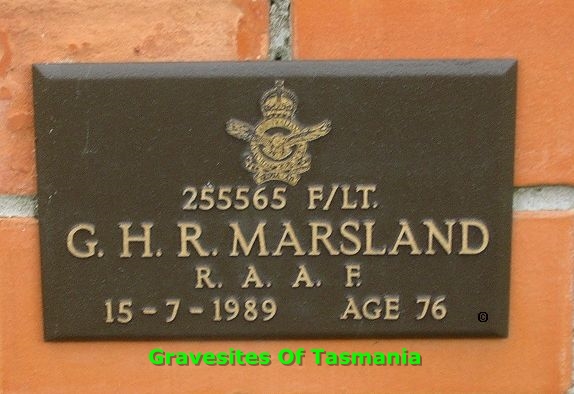 255565 F/LT.
G. H. R. MARSLAND
R. A. A. F.
15-7-1989 AGE 76
©
Gravesites Of Tasmania